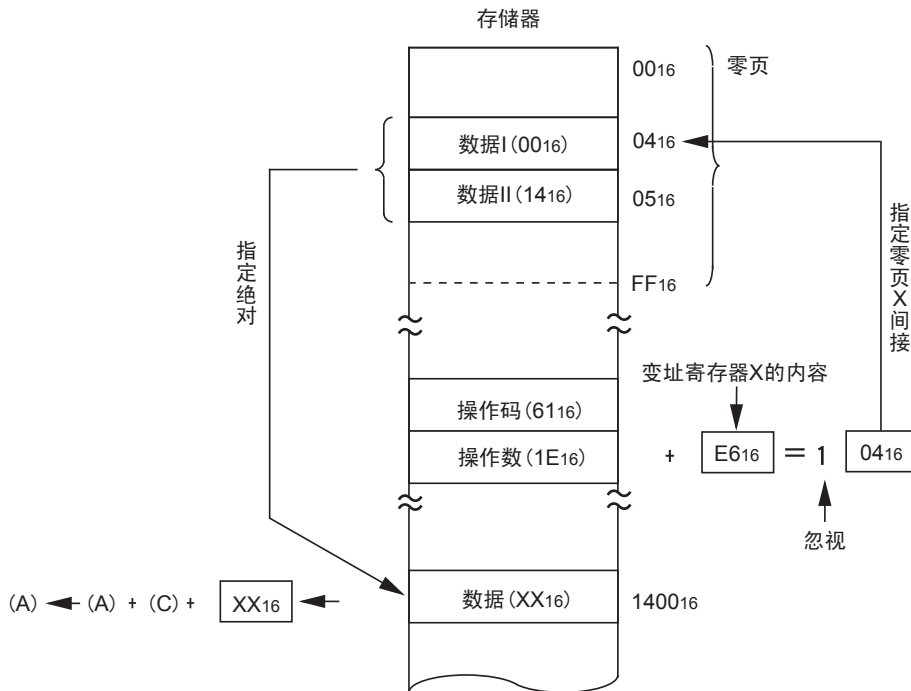 存储器
0016
零页
数据I(0016)
0416
数据II(1416)
0516
FF16
指定绝对
指定零页X间接
变址寄存器X的内容
操作码(6116)
操作数(1E16)
+ E616 = 1 0416
忽视
(A) ← (A) + (C) + XX16
数据(XX16)
140016